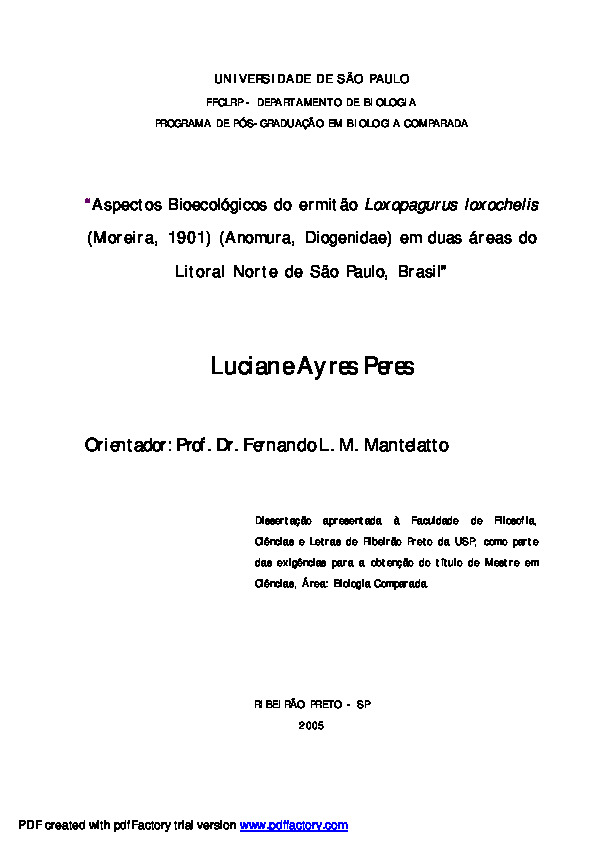 UNIVERSIDADE DE SÃO PAULO
FFCLRP - DEPARTAMENTO DE BIOLOGIA
PROGRAMA DE PÓS-GRADUAÇÃO EM BIOLOGIA COMPARADA
“Aspectos Bioecológicos do ermitão Loxopagurus loxochelis
(Moreira, 1901) (Anomura, Diogenidae) em duas áreas do
Litoral Norte de São Paulo, Brasil”
Luciane Ayres Peres
Orientador: Prof. Dr. Fernando L. M. Mantelatto
Dissertação apresentada à Faculdade de Filosofia,
Ciências e Letras de Ribeirão Preto da USP, como parte
das exigências para a obtenção do título de Mestre em
Ciências, Área: Biologia Comparada.
RIBEIRÃO PRETO - SP
2005
PDF created with pdfFactory trial version www.pdffactory.com